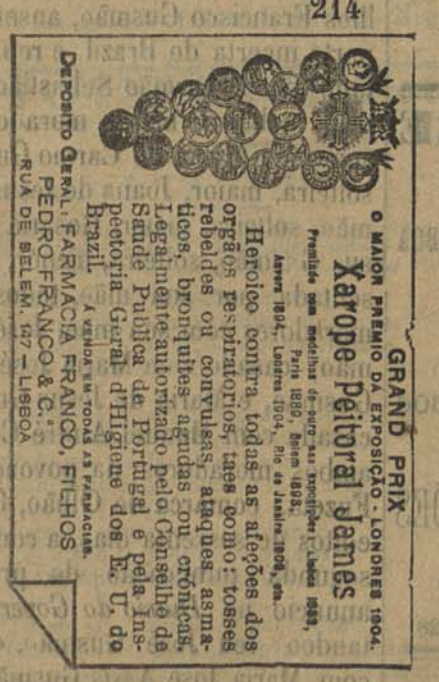 214
GRAND PRIX
O MAIOR PREMIO DA EXPOSIÇÃO - LONDRES 1904.
Xarope Peitoral James
Premiado com medalhas de ouro nas exposições: Lisboa 1888,
Paris 1889, Belem 1893,
Anvers 1894, Londres 1904, Rio de Janeiro 1908, etc
Heroico contra todas as afeções dos
orgãos respiratorios, taes como: tosses
rebeldes ou convulsas, ataques asma-
ticos, bronquites agudas ou crónicas.
Legalmente autorizado pelo Conselho de
Saude Publica de Portugal e pela Ins-
pectoria Geral d'Higiene dos E. U. do
Brazil.
Á VENDA EM TODAS AS FARMACIAS.
DEPOSITO GERAL: FARMACIA FRANCO, FILHOS
PEDRO FRANCO & C.ª
RUA DE BELEM, 147 — LISBOA